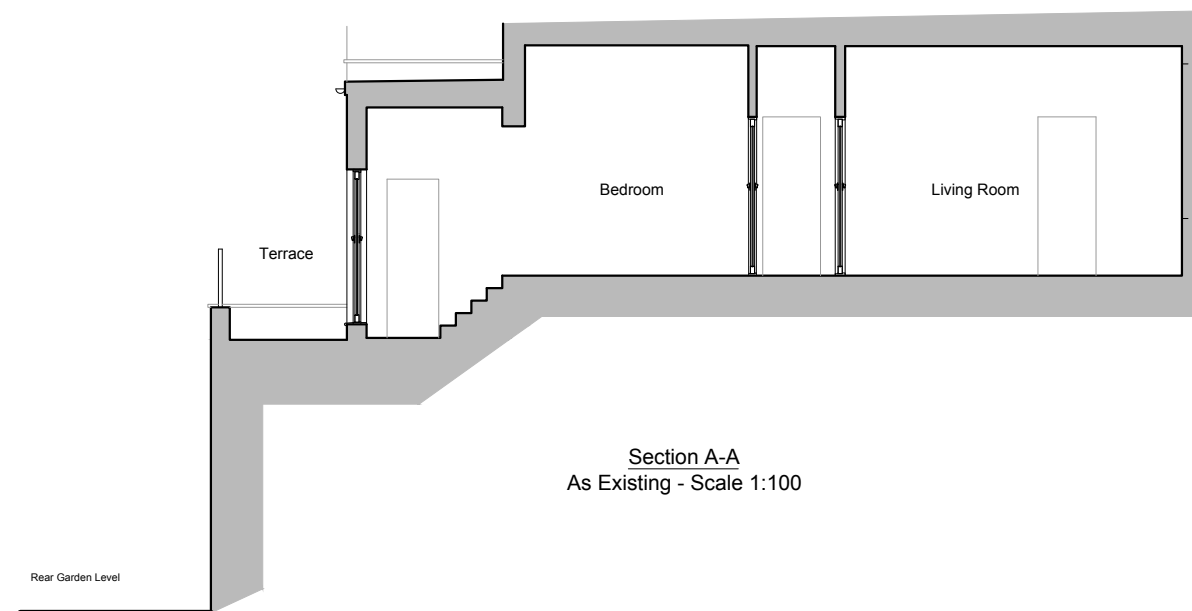 Bedroom
Living Room
Terrace
Section A-A
As Existing - Scale 1:100
Rear Garden Level